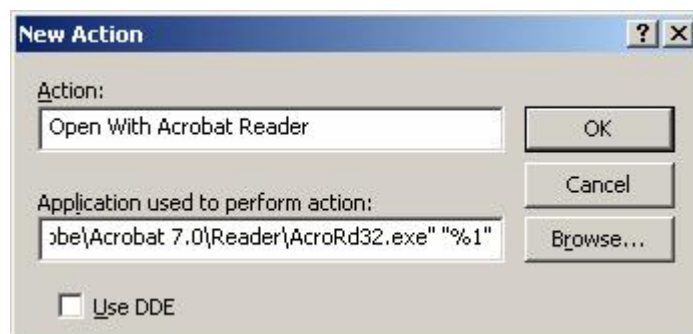 New Action
Action:
Open With Acrobat Reader
OK
Cancel
Application used to perform action:
obe\Acrobat 7.0\Reader\AcroRd32.exe" "%1"
Browse...
Use DDE